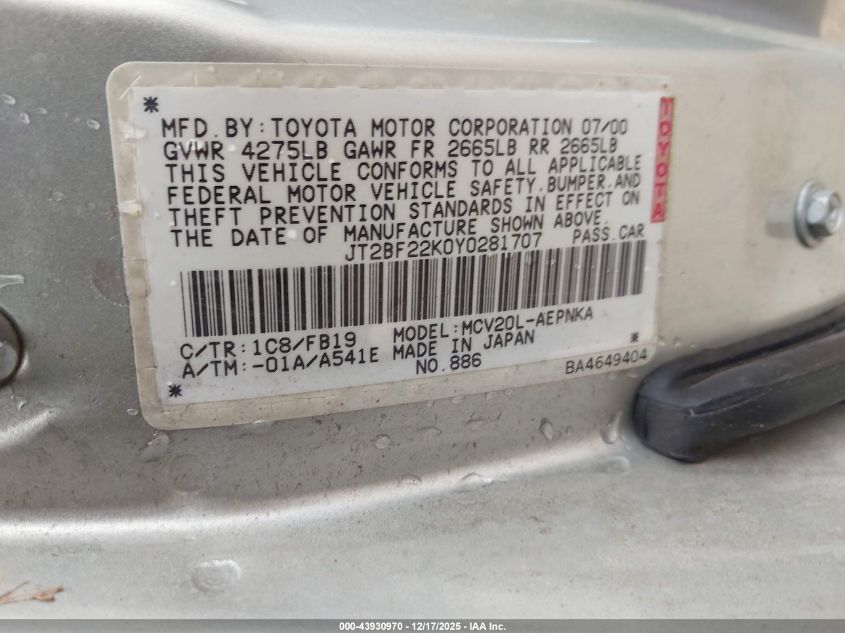 * MFD.BY:TOYOTA MOTOR CORPORATION 07/00
GVWR 4275LB GAWR FR 2665LB RR 2665LB
THIS VEHICLE CONFORMS TO ALL APPLICABLE
FEDERAL MOTOR VEHICLE SAFETY,BUMPER,AND
THEFT PREVENTION STANDARDS IN EFFECT ON
THE DATE OF MANUFACTURE SHOWN ABOVE.
JT2BF22K0Y0281707 PASS.CAR
TOYOTA
C/TR:1C8/FB19 MODEL:MCV20L-AEPNKA
A/TM:-01A/A541E MADE IN JAPAN *
* NO.886 BA4649404
000-43930970 | 12/17/2025 - IAA Inc.